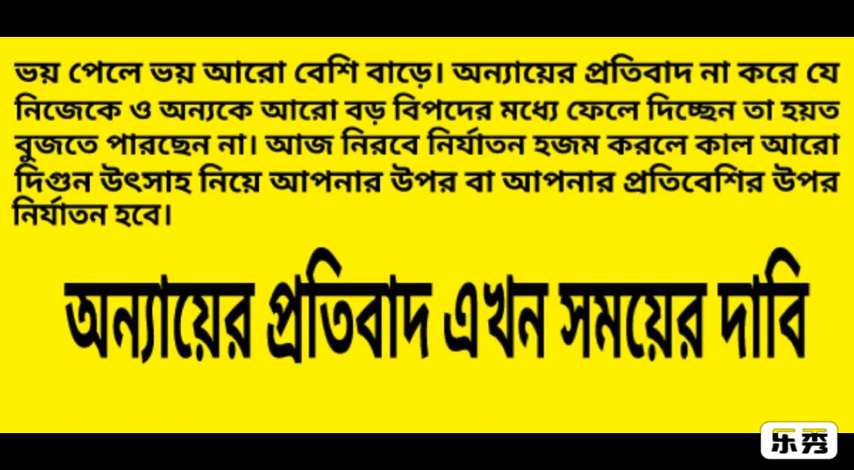 ভয় পেলে ভয় আরো বেশি বাড়ে। অন্যায়ের প্রতিবাদ না করে যে
নিজেকে ও অন্যকে আরো বড় বিপদের মধ্যে ফেলে দিচ্ছেন তা হয়ত
বুজতে পারছেন না। আজ নিরবে নির্যাতন হজম করলে কাল আরো
দিগুন উৎসাহ নিয়ে আপনার উপর বা আপনার প্রতিবেশির উপর
নির্যাতন হবে।
অন্যায়ের প্রতিবাদ এখন সময়ের দাবি
乐秀